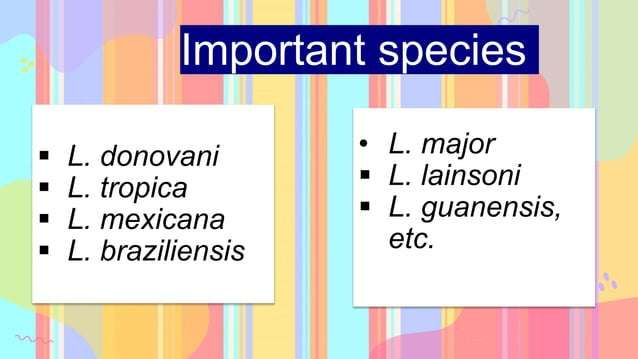 Important species
▪ L. donovani
▪ L. tropica
▪ L. mexicana
▪ L. braziliensis
• L. major
▪ L. lainsoni
▪ L. guanensis,
etc.